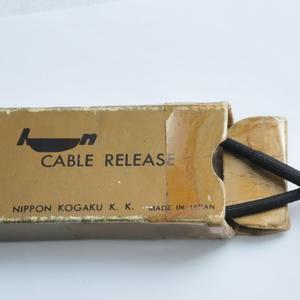 CABLE RELEASE
NIPPON KOGAKU K. K. MADE IN JAPAN